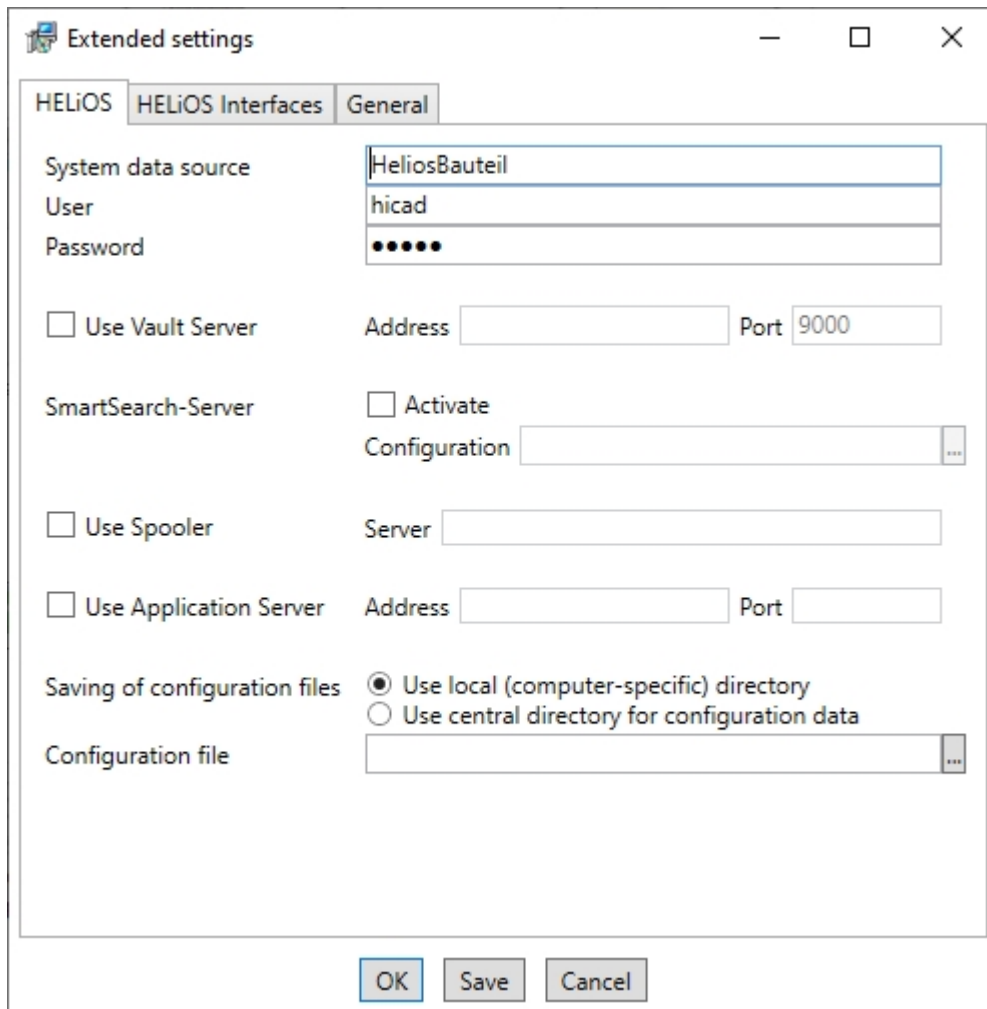 Extended settings
HELiOS HELiOS Interfaces General
System data source HeliosBauteil
User hicad
Password •••••
Use Vault Server Address Port 9000
SmartSearch-Server Activate
Configuration ...
Use Spooler Server
Use Application Server Address Port
Saving of configuration files Use local (computer-specific) directory
Use central directory for configuration data
Configuration file ...
OK Save Cancel